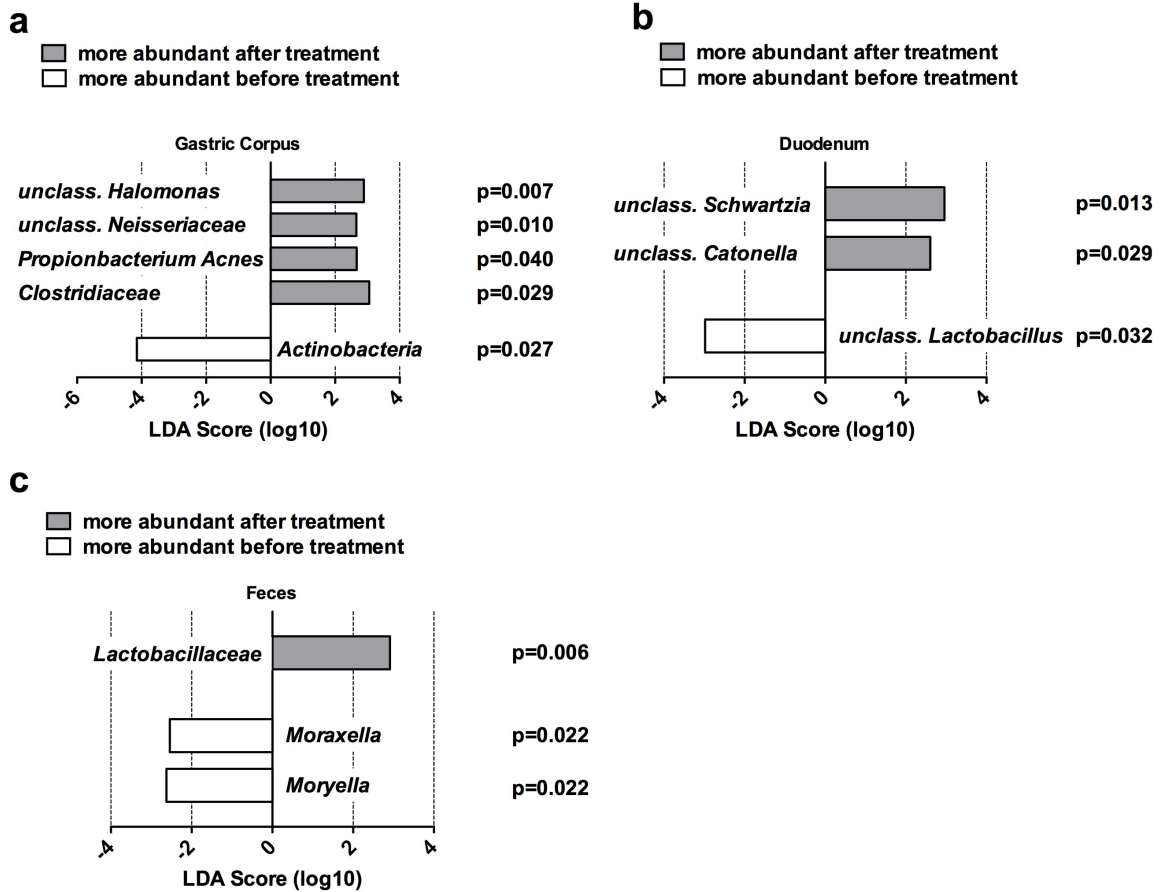 a
more abundant after treatment
more abundant before treatment
Gastric Corpus
unclass. Halomonas p=0.007
unclass. Neisseriaceae p=0.010
Propionbacterium Acnes p=0.040
Clostridiaceae p=0.029
Actinobacteria p=0.027
-6 -4 -2 0 2 4
LDA Score (log10)
b
more abundant after treatment
more abundant before treatment
Duodenum
unclass. Schwartzia p=0.013
unclass. Catonella p=0.029
unclass. Lactobacillus p=0.032
-4 -2 0 2 4
LDA Score (log10)
c
more abundant after treatment
more abundant before treatment
Feces
Lactobacillaceae p=0.006
Moraxella p=0.022
Moryella p=0.022
-4 -2 0 2 4
LDA Score (log10)